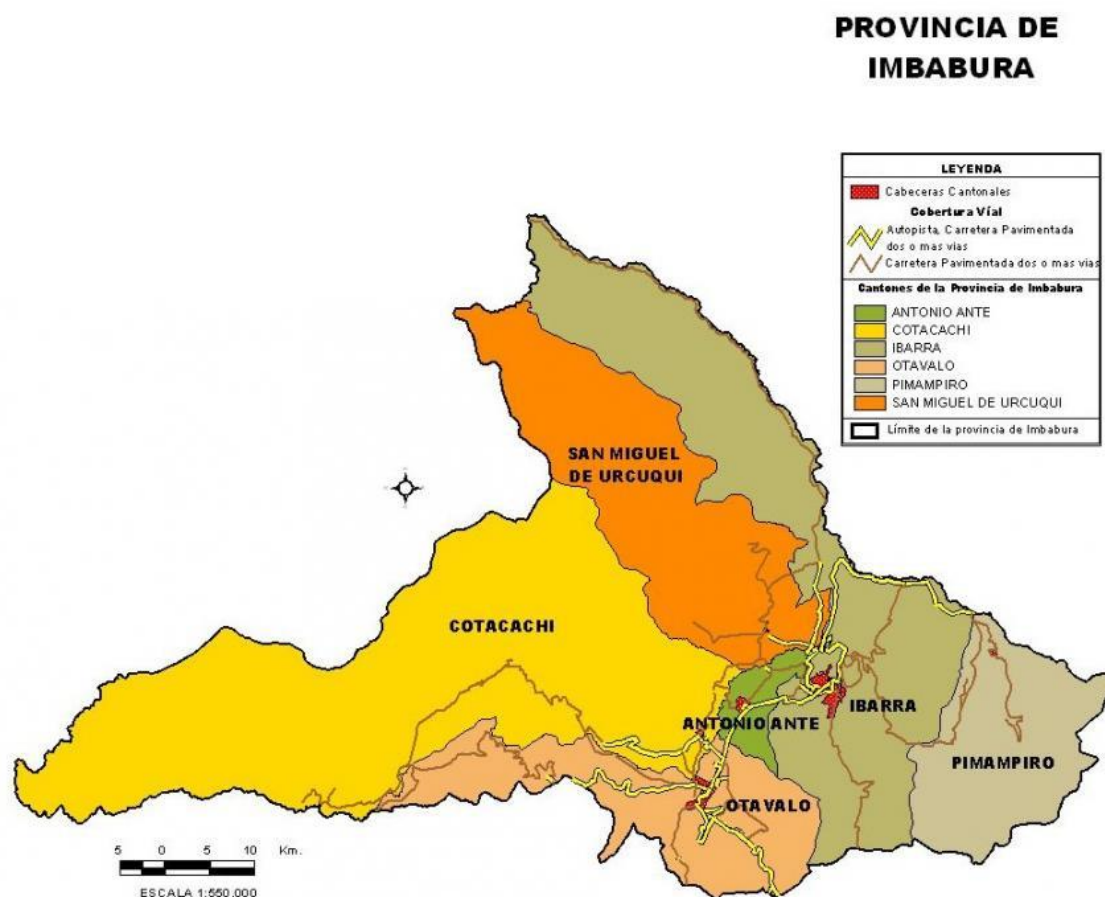 PROVINCIA DE
IMBABURA
LEYENDA
Cabeceras Cantonales
Cobertura Víal
Autopista, Carretera Pavimentada
dos o mas vias
Carretera Pavimentada dos o mas vias
Cantones de la Provincia de Imbabura
ANTONIO ANTE
COTACACHI
IBARRA
OTAVALO
PIMAMPIRO
SAN MIGUEL DE URCUQUI
Límite de la provincia de Imbabura
SAN MIGUEL
DE URCUQUI
COTACACHI
IBARRA
ANTONIO ANTE
PIMAMPIRO
OTAVALO
5 0 5 10 Km.
ESCALA 1:550.000